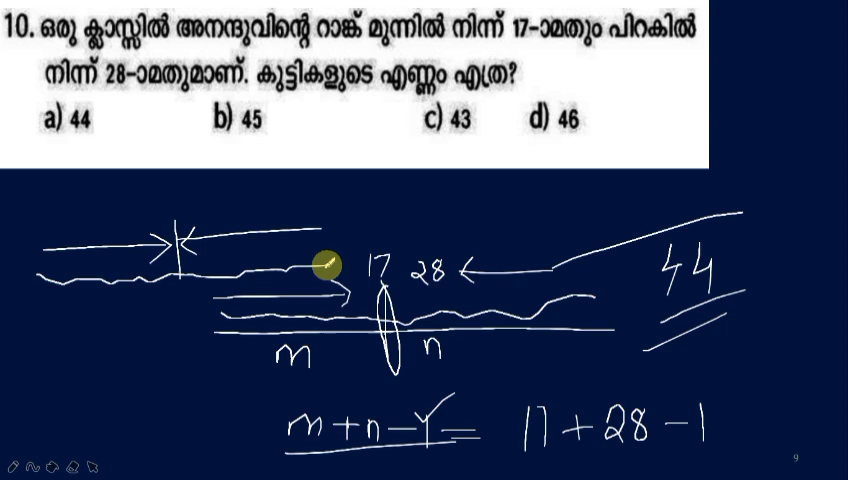 10. ഒരു ക്ലാസ്സിൽ അനന്ദുവിന്റെ റാങ്ക് മുന്നിൽ നിന്ന് 17-ാമതും പിറകിൽ
നിന്ന് 28-ാമതുമാണ്. കുട്ടികളുടെ എണ്ണം എത്ര?
a) 44 b) 45 c) 43 d) 46
17 28 44
m n
m+n-1= 17+28-1
9